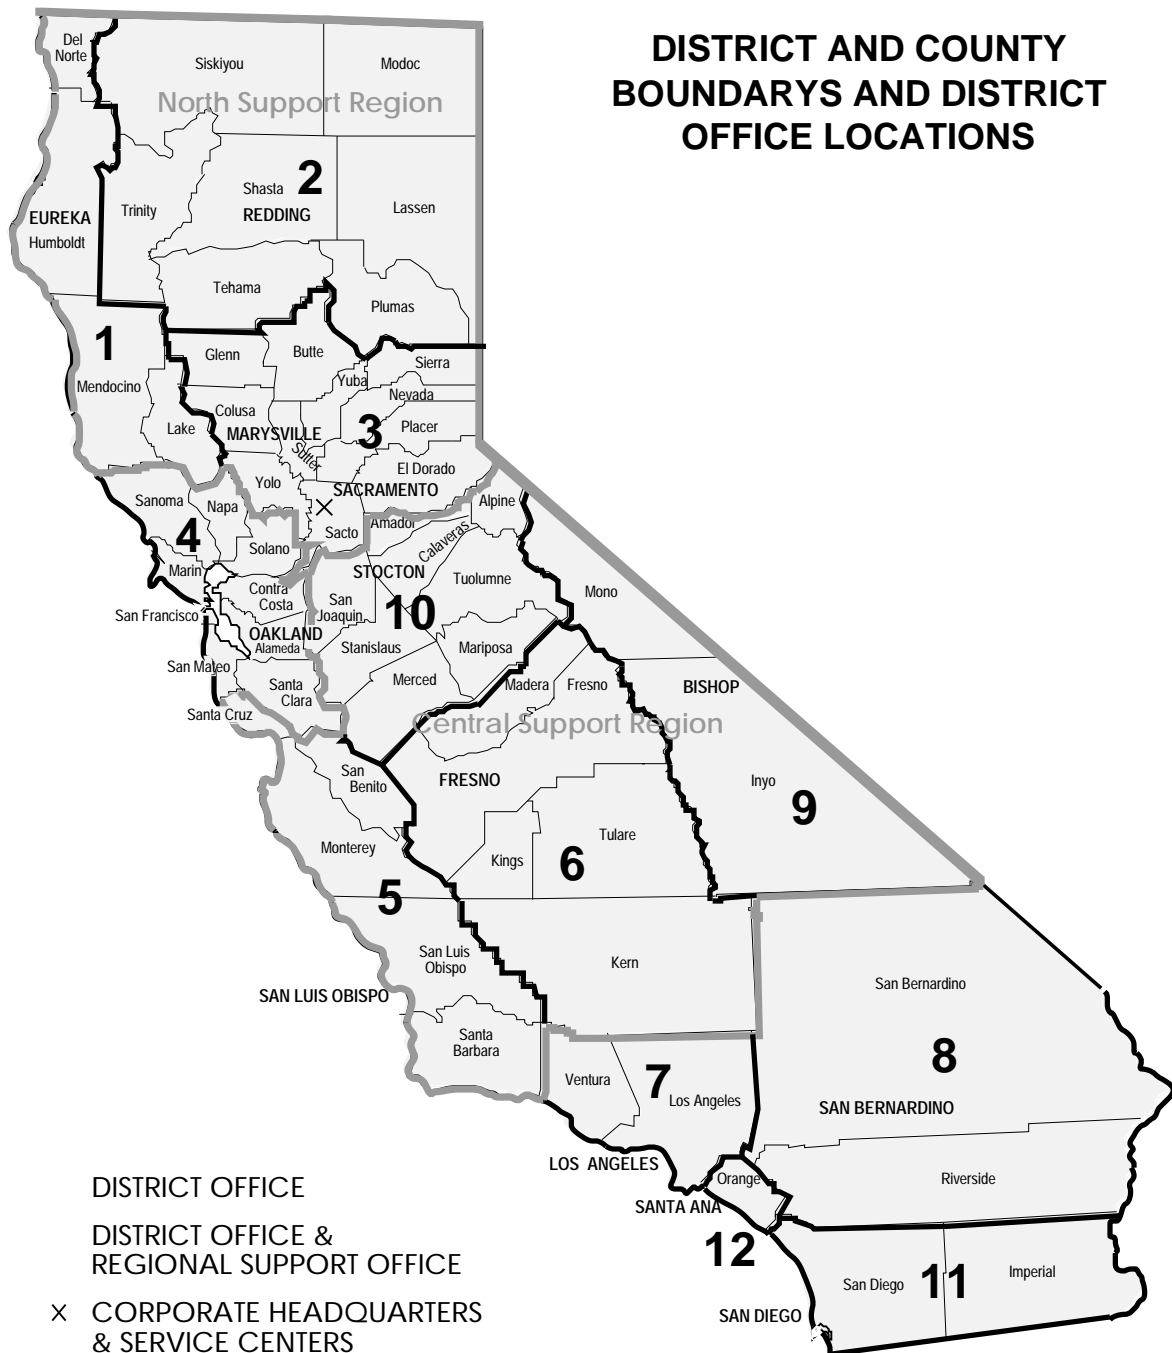 DISTRICT AND COUNTY
BOUNDARYS AND DISTRICT
OFFICE LOCATIONS
Del
Norte
Siskiyou
Modoc
North Support Region
2
Shasta
REDDING
Trinity
Lassen
EUREKA
Humboldt
Tehama
Plumas
1
Mendocino
Glenn
Butte
Sierra
Yuba
Nevada
Colusa
Lake
MARYSVILLE
3
Placer
Sutter
El Dorado
Yolo
SACRAMENTO
Sanoma
Napa
Alpine
4
Sacto
Amador
Calaveras
Solano
Marin
STOCKTON
Tuolumne
Contra
Costa
San
Joaquin
10
Mono
San Francisco
OAKLAND
Alameda
Stanislaus
Mariposa
San Mateo
Santa
Clara
Merced
Madera
Fresno
BISHOP
Santa Cruz
Central Support Region
San
Benito
FRESNO
Inyo
9
Monterey
Kings
Tulare
6
5
San Luis
Obispo
Kern
San Bernardino
SAN LUIS OBISPO
Santa
Barbara
8
Ventura
7
Los Angeles
SAN BERNARDINO
LOS ANGELES
Orange
Riverside
SANTA ANA
12
San Diego
11
Imperial
SAN DIEGO
DISTRICT OFFICE
DISTRICT OFFICE &
REGIONAL SUPPORT OFFICE
× CORPORATE HEADQUARTERS
& SERVICE CENTERS